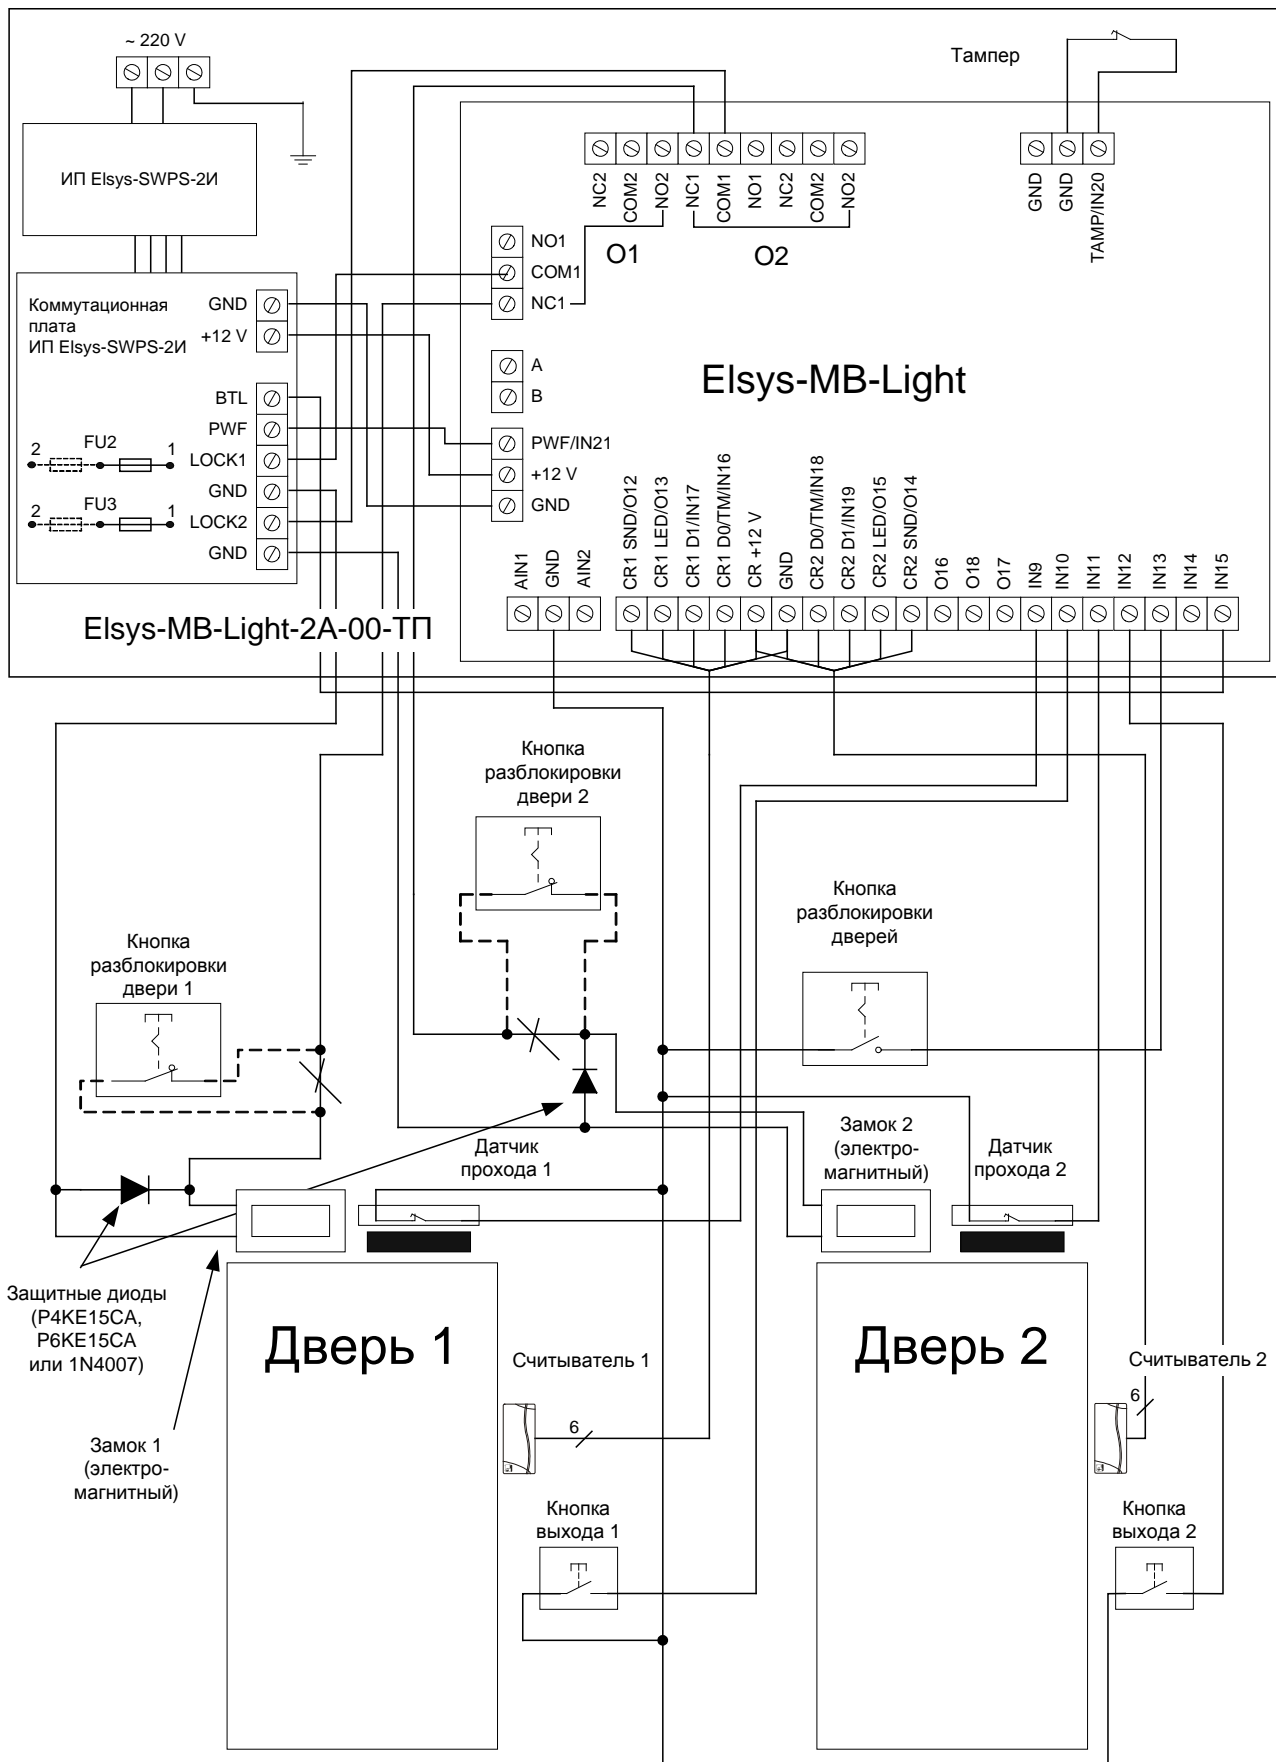 ~ 220 V
Тампер
ИП Elsys-SWPS-2И
NC2
COM2
NO2
NC1
COM1
NO1
NC2
COM2
NO2
GND
GND
TAMP/IN20
O1
O2
NO1
COM1
NC1
Коммутационная
плата
ИП Elsys-SWPS-2И
GND
+12 V
BTL
PWF
LOCK1
GND
LOCK2
GND
2
FU2
1
2
FU3
1
A
B
Elsys-MB-Light
PWF/IN21
+12 V
GND
AIN1
GND
AIN2
CR1 SND/O12
CR1 LED/O13
CR1 D1/IN17
CR1 D0/TM/IN16
CR +12 V
GND
CR2 D0/TM/IN18
CR2 D1/IN19
CR2 LED/O15
CR2 SND/O14
O16
O18
O17
IN9
IN10
IN11
IN12
IN13
IN14
IN15
Elsys-MB-Light-2A-00-ТП
Кнопка
разблокировки
двери 2
Кнопка
разблокировки
дверей
Кнопка
разблокировки
двери 1
Датчик
прохода 1
Замок 2
(электро-
магнитный)
Датчик
прохода 2
Защитные диоды
(P4KE15CA,
P6KE15CA
или 1N4007)
Дверь 1
Считыватель 1
Дверь 2
Считыватель 2
6
6
Замок 1
(электро-
магнитный)
Кнопка
выхода 1
Кнопка
выхода 2